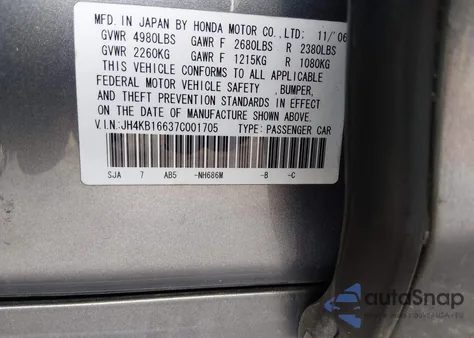 MFD. IN JAPAN BY HONDA MOTOR CO., LTD: 11/'06
GVWR 4980LBS GAWR F 2680LBS R 2380LBS
GVWR 2260KG GAWR F 1215KG R 1080KG
THIS VEHICLE CONFORMS TO ALL APPLICABLE
FEDERAL MOTOR VEHICLE SAFETY ,BUMPER,
AND THEFT PREVENTION STANDARDS IN EFFECT
ON THE DATE OF MANUFACTURE SHOWN ABOVE.
V.I.N:JH4KB16637C001705 TYPE:PASSENGER CAR
SJA 7 AB5 -NH686M -B -C
autoSnap